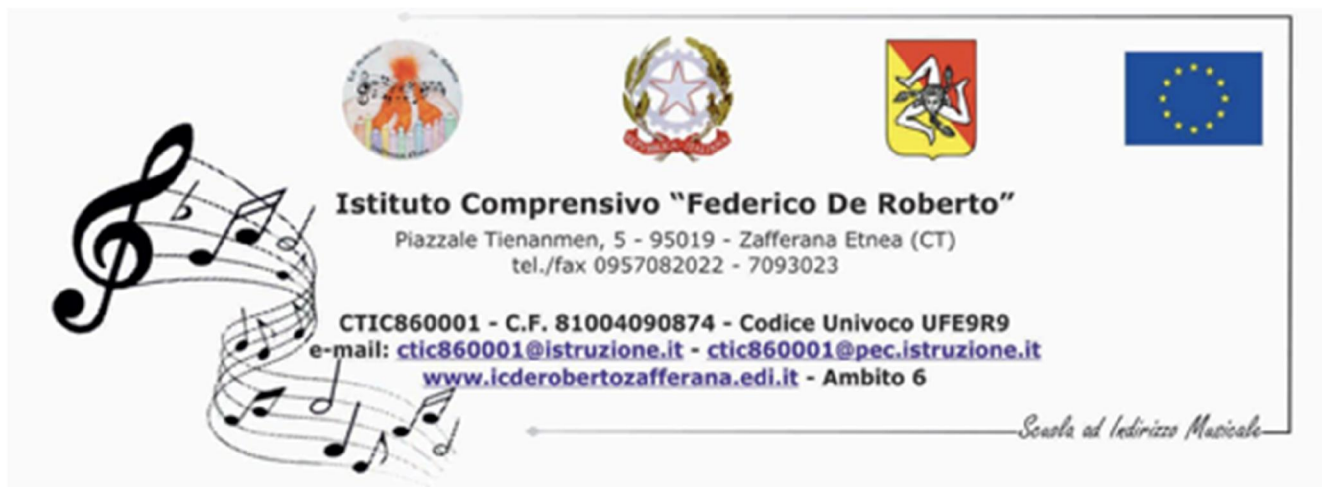 REPVBBLICA ITALIANA
Istituto Comprensivo “Federico De Roberto”
Piazzale Tienanmen, 5 - 95019 - Zafferana Etnea (CT)
tel./fax 0957082022 - 7093023
CTIC860001 - C.F. 81004090874 - Codice Univoco UFE9R9
e-mail: ctic860001@istruzione.it - ctic860001@pec.istruzione.it
www.icderobertozafferana.edi.it - Ambito 6
Scuola ad Indirizzo Musicale